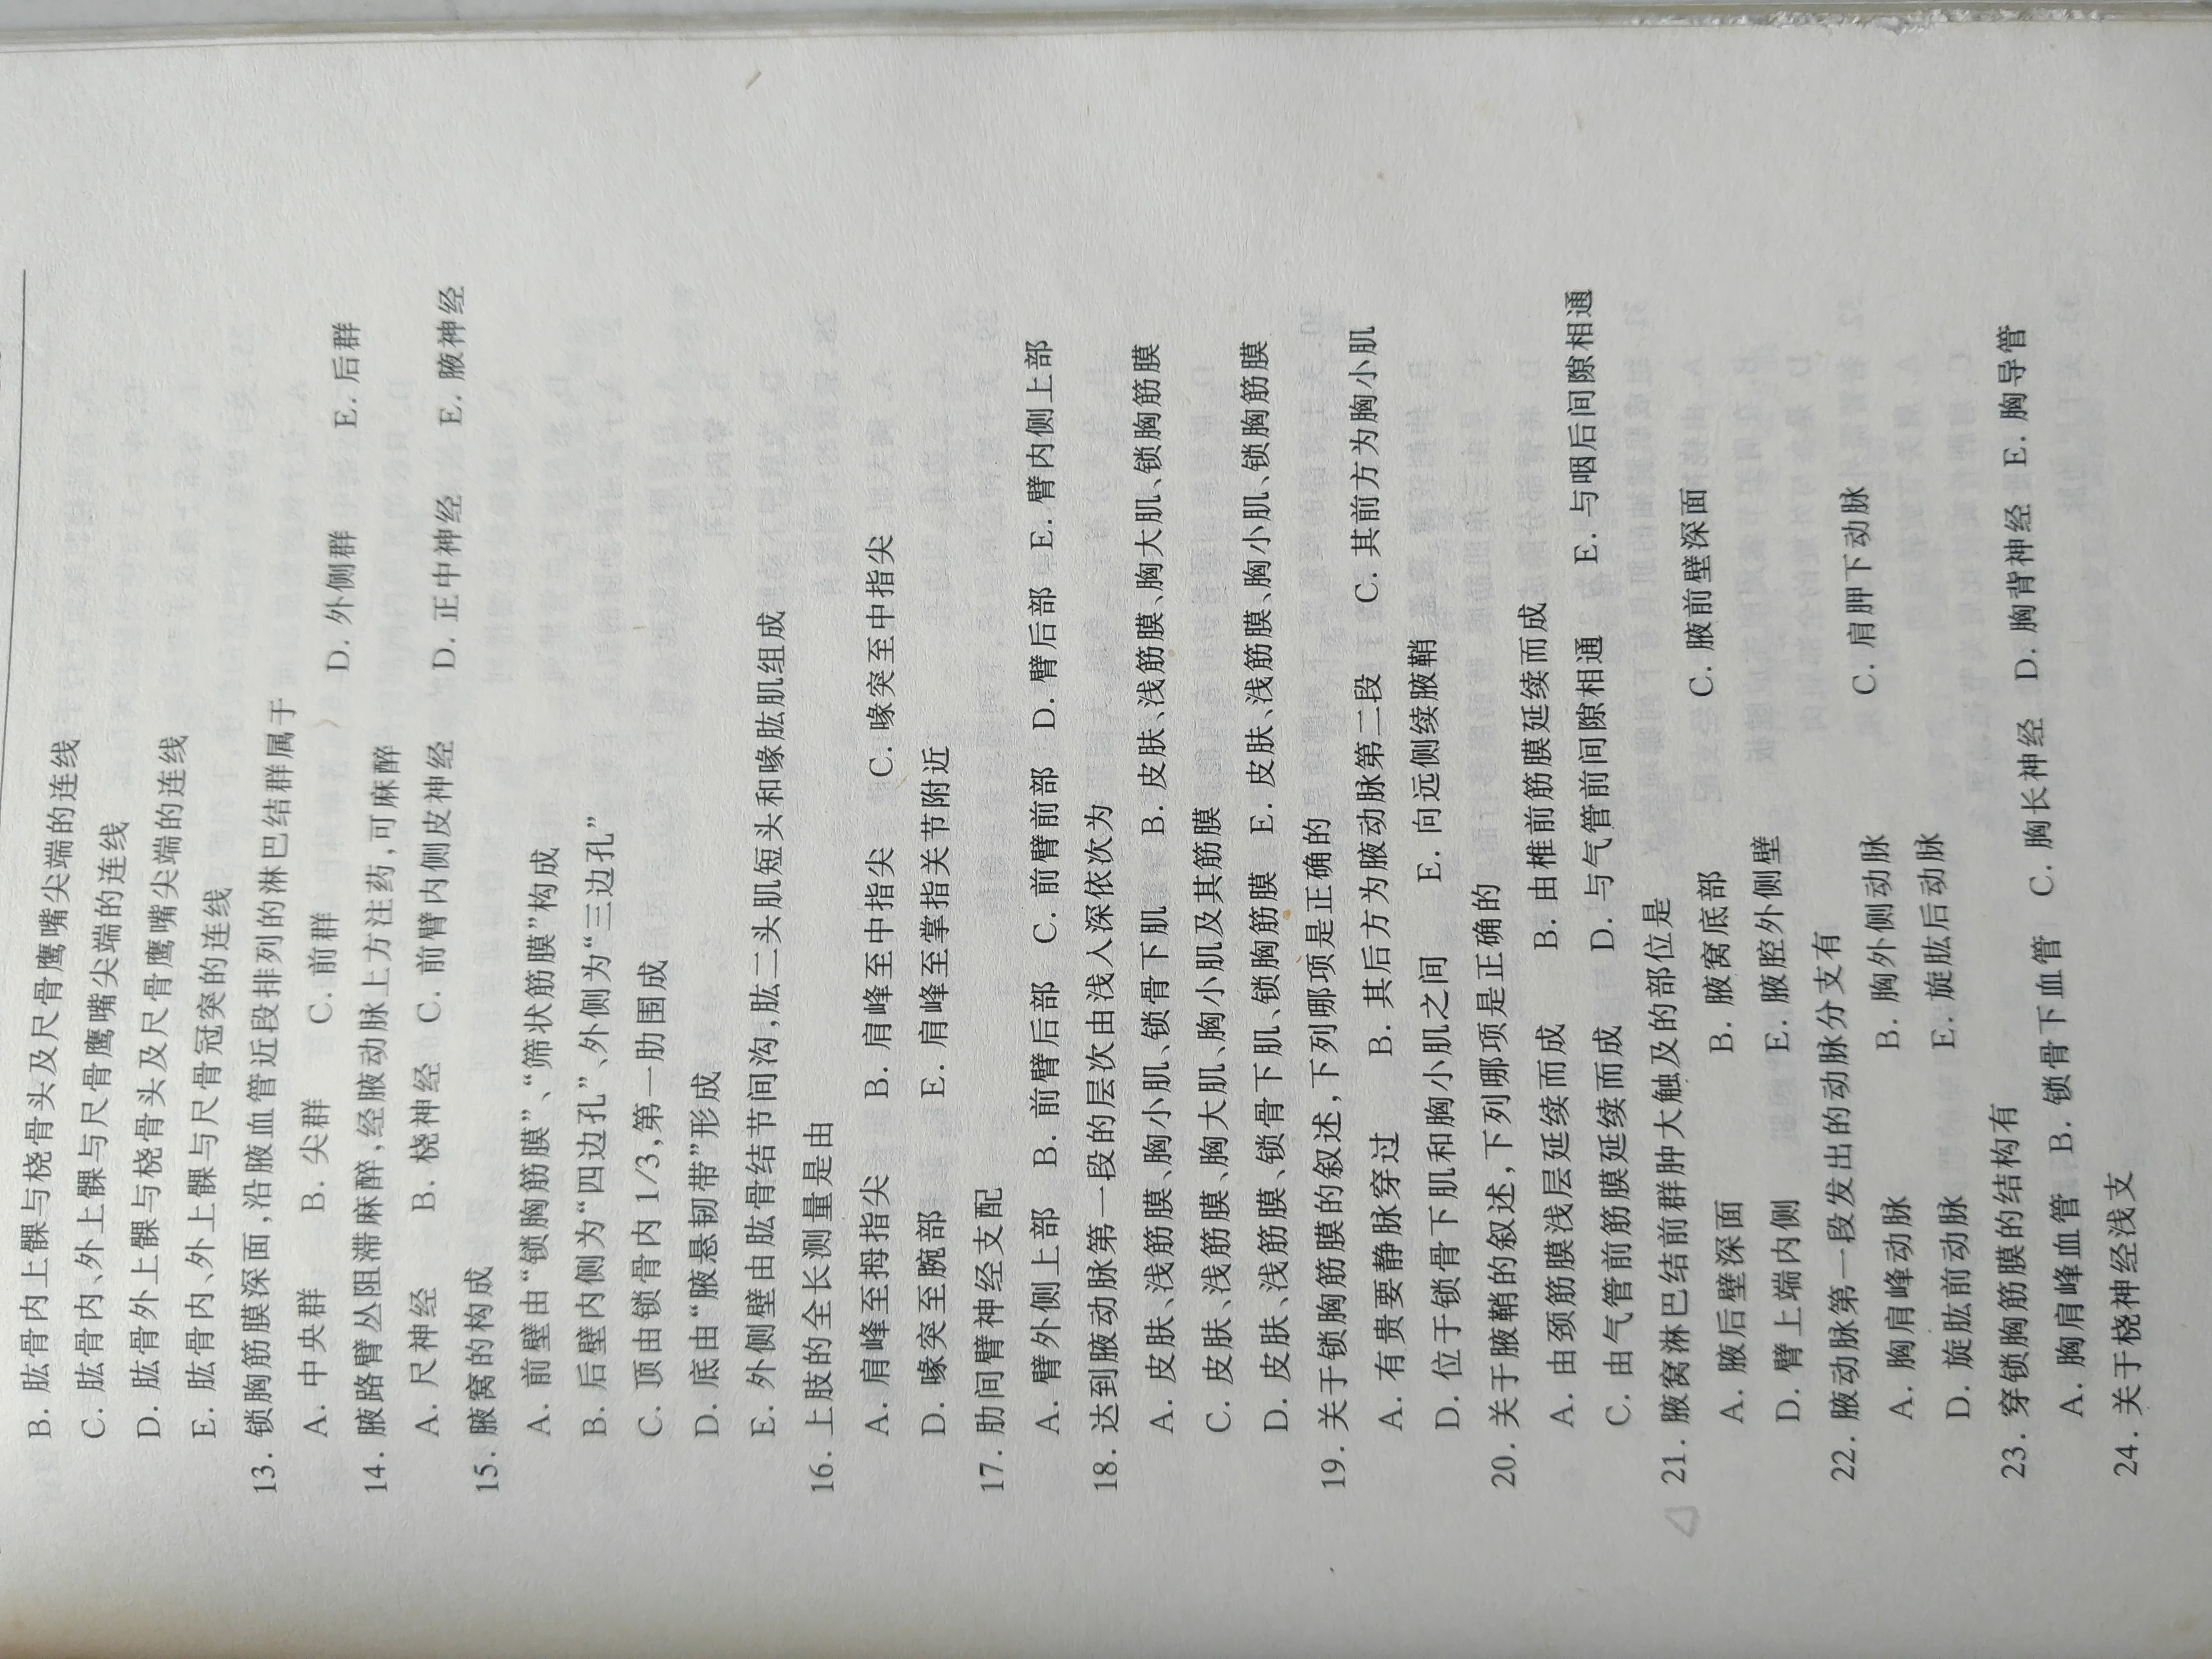 B. 肱骨内上髁与桡骨头及尺骨鹰嘴尖端的连线
C. 肱骨内、外上髁与尺骨鹰嘴尖端的连线
D. 肱骨外上髁与桡骨头及尺骨鹰嘴尖端的连线
E. 肱骨内、外上髁与尺骨冠突的连线
13. 锁胸筋膜深面,沿腋血管近段排列的淋巴结群属于
A. 中央群 B. 尖群 C. 前群 D. 外侧群 E. 后群
14. 腋路臂丛阻滞麻醉,经腋动脉上方注药,可麻醉
A. 尺神经 B. 桡神经 C. 前臂内侧皮神经 D. 正中神经 E. 腋神经
15. 腋窝的构成
A. 前壁由“锁胸筋膜”、“筛状筋膜”构成
B. 后壁内侧为“四边孔”、外侧为“三边孔”
C. 顶由锁骨内 1/3,第一肋围成
D. 底由“腋悬韧带”形成
E. 外侧壁由肱骨结节间沟,肱二头肌短头和喙肱肌组成
16. 上肢的全长测量是由
A. 肩峰至拇指尖 B. 肩峰至中指尖 C. 喙突至中指尖
D. 喙突至腕部 E. 肩峰至掌指关节附近
17. 肋间臂神经支配
A. 臂外侧上部 B. 前臂后部 C. 前臂前部 D. 臂后部 E. 臂内侧上部
18. 达到腋动脉第一段的层次由浅入深依次为
A. 皮肤、浅筋膜、胸小肌、锁骨下肌 B. 皮肤、浅筋膜、胸大肌、锁胸筋膜
C. 皮肤、浅筋膜、胸大肌、胸小肌及其筋膜
D. 皮肤、浅筋膜、锁骨下肌、锁胸筋膜 E. 皮肤、浅筋膜、胸小肌、锁胸筋膜
19. 关于锁胸筋膜的叙述,下列哪项是正确的
A. 有贵要静脉穿过 B. 其后方为腋动脉第二段 C. 其前方为胸小肌
D. 位于锁骨下肌和胸小肌之间 E. 向远侧续腋鞘
20. 关于腋鞘的叙述,下列哪项是正确的
A. 由颈筋膜浅层延续而成 B. 由椎前筋膜延续而成
C. 由气管前筋膜延续而成 D. 与气管前间隙相通 E. 与咽后间隙相通
21. 腋窝淋巴结前群肿大触及的部位是
A. 腋后壁深面 B. 腋窝底部 C. 腋前壁深面
D. 臂上端内侧 E. 腋腔外侧壁
22. 腋动脉第一段发出的动脉分支有
A. 胸肩峰动脉 B. 胸外侧动脉 C. 肩胛下动脉
D. 旋肱前动脉 E. 旋肱后动脉
23. 穿锁胸筋膜的结构有
A. 胸肩峰血管 B. 锁骨下血管 C. 胸长神经 D. 胸背神经 E. 胸导管
24. 关于桡神经浅支